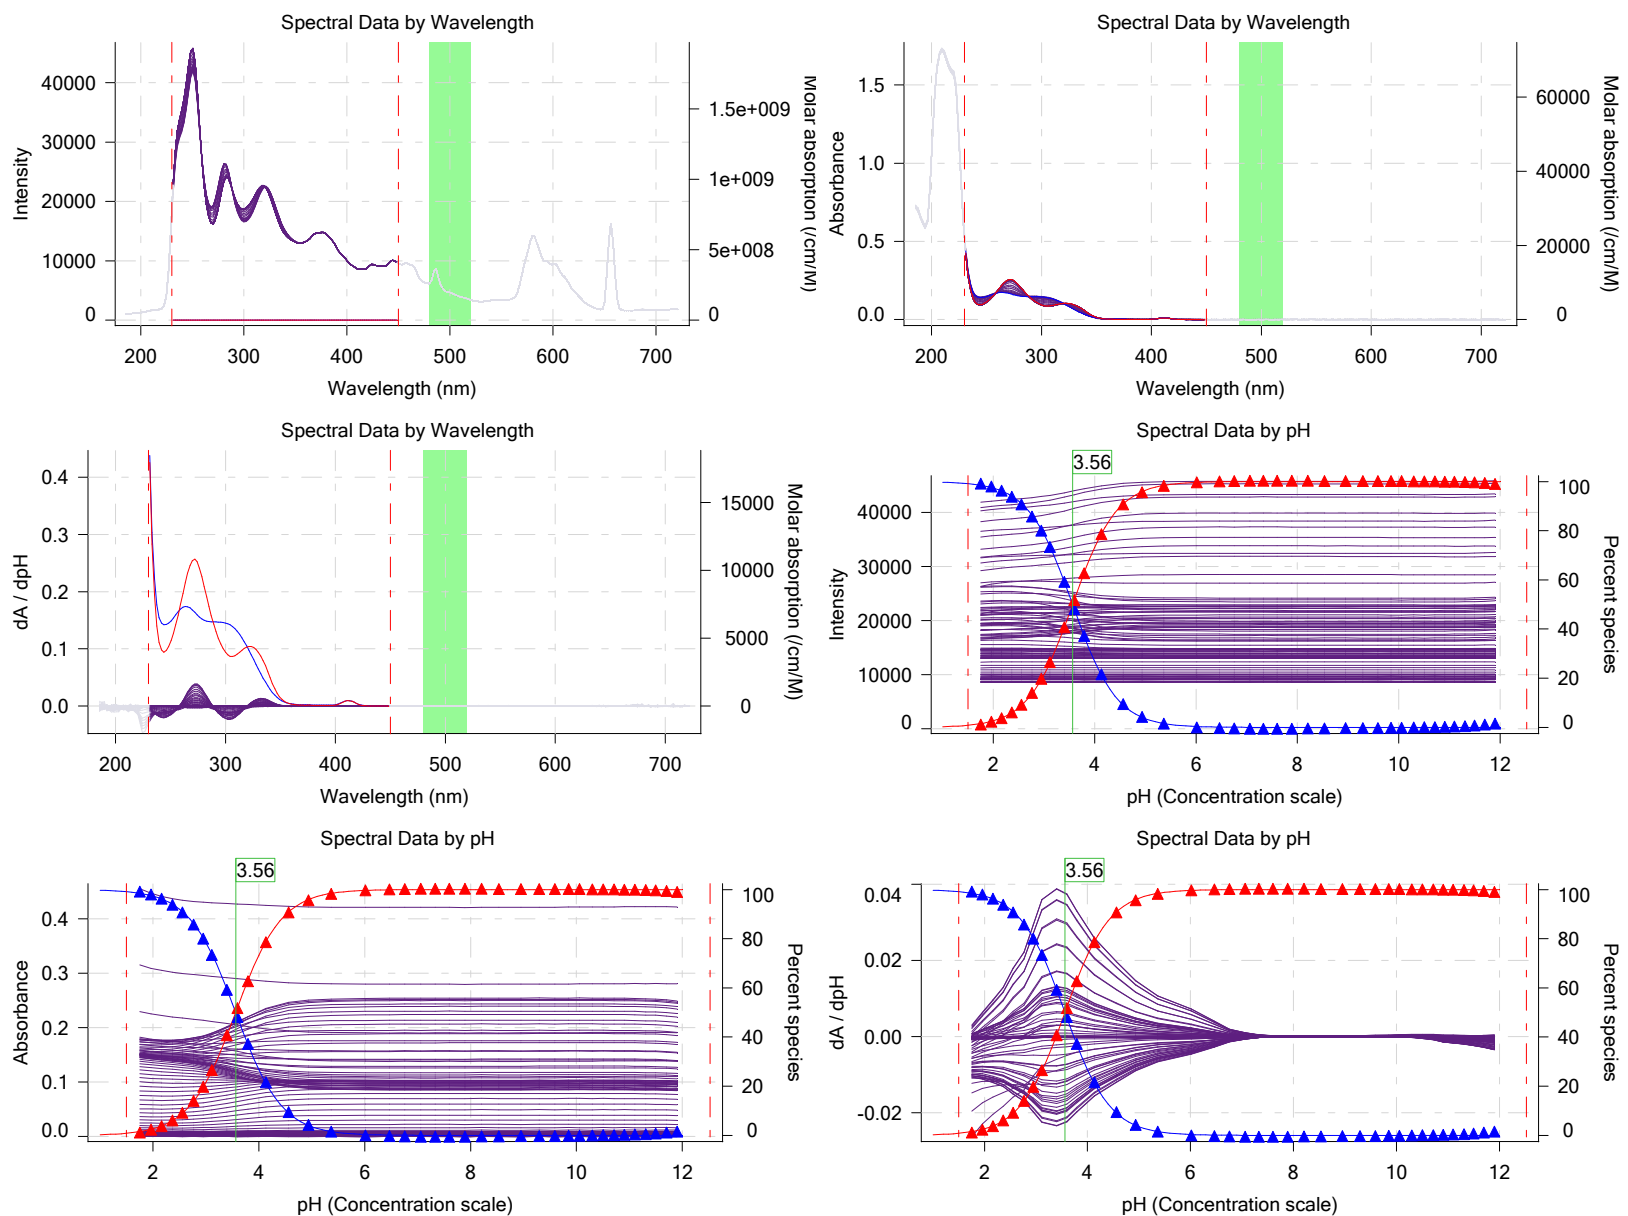 Spectral Data by Wavelength
40000
30000
20000
10000
0
Intensity
1.5e+009
1e+009
5e+008
0
Molar absorption (/cm/M)
200 300 400 500 600 700
Wavelength (nm)
Spectral Data by Wavelength
1.5
1.0
0.5
0.0
Absorbance
60000
40000
20000
0
Molar absorption (/cm/M)
200 300 400 500 600 700
Wavelength (nm)
Spectral Data by Wavelength
0.4
0.3
0.2
0.1
0.0
dA / dpH
15000
10000
5000
0
Molar absorption (/cm/M)
200 300 400 500 600 700
Wavelength (nm)
Spectral Data by pH
3.56
40000
30000
20000
10000
0
Intensity
100
80
60
40
20
0
Percent species
2 4 6 8 10 12
pH (Concentration scale)
Spectral Data by pH
3.56
0.4
0.3
0.2
0.1
0.0
Absorbance
100
80
60
40
20
0
Percent species
2 4 6 8 10 12
pH (Concentration scale)
Spectral Data by pH
3.56
0.04
0.02
0.00
-0.02
dA / dpH
100
80
60
40
20
0
Percent species
2 4 6 8 10 12
pH (Concentration scale)